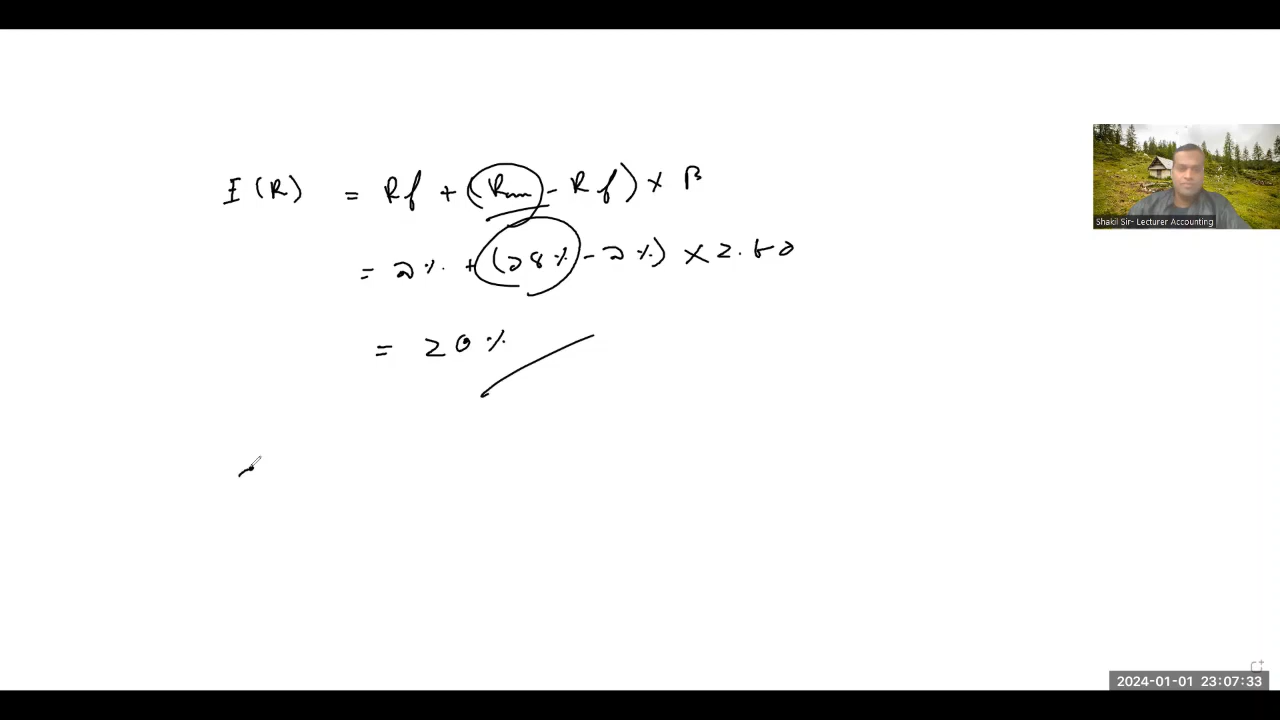 E(R) = Rf + (Rm - Rf) × β
= 2% + (28% - 2%) × 2.60
= 20%
Shakil Sir- Lecturer Accounting
2024-01-01 23:07:33